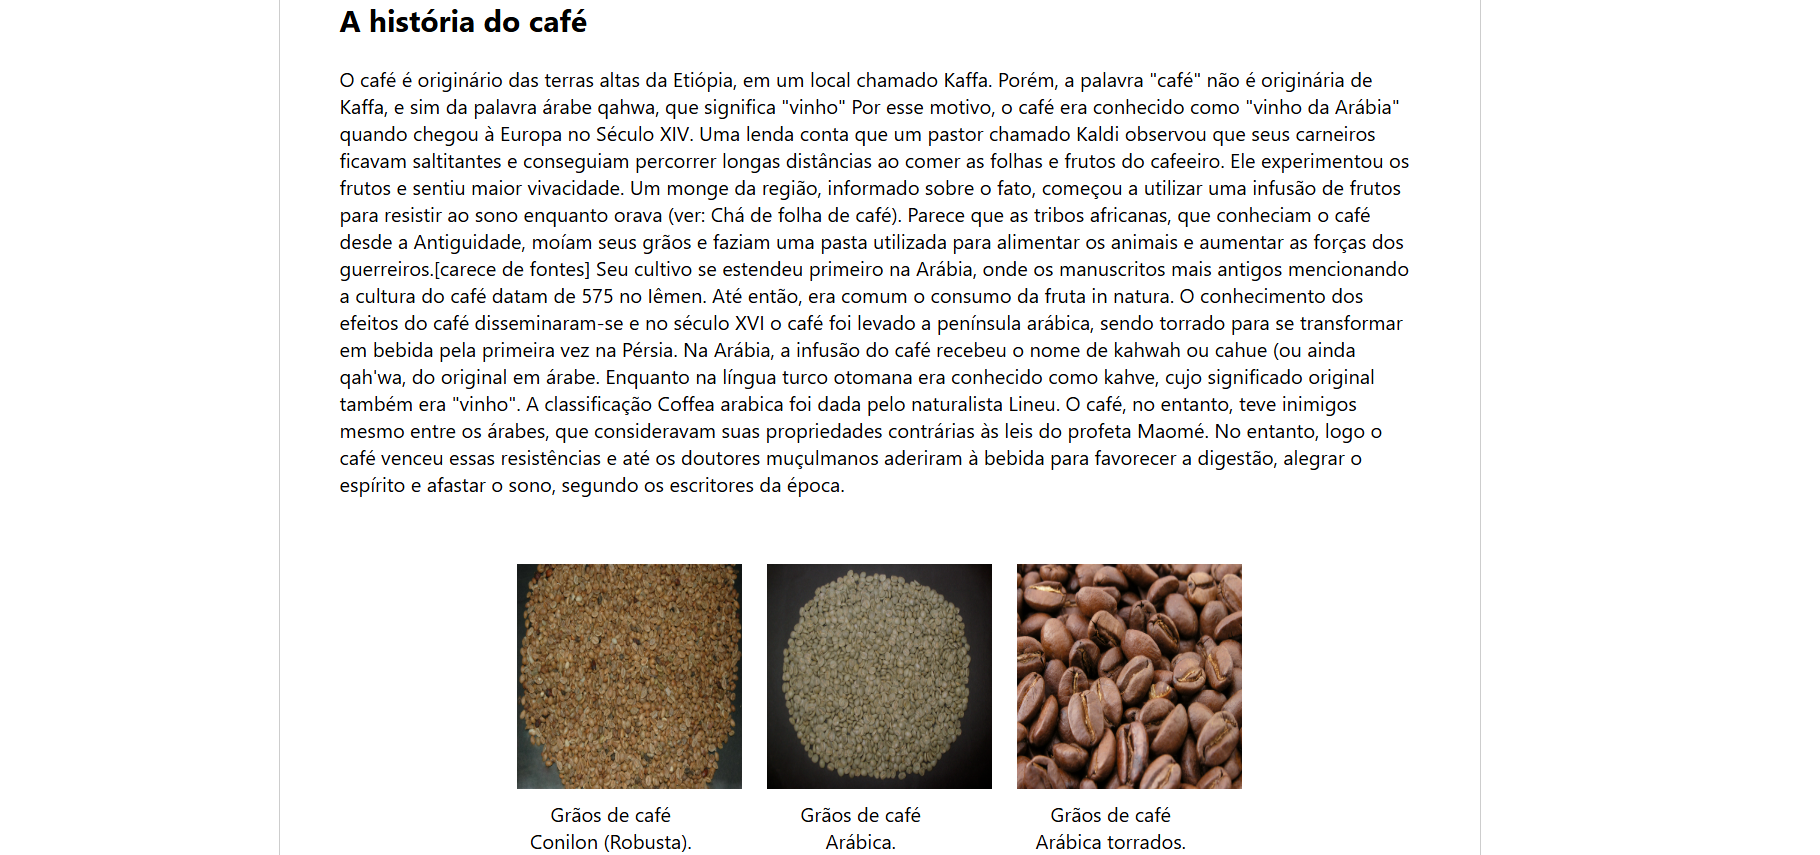 A história do café
O café é originário das terras altas da Etiópia, em um local chamado Kaffa. Porém, a palavra "café" não é originária de
Kaffa, e sim da palavra árabe qahwa, que significa "vinho" Por esse motivo, o café era conhecido como "vinho da Arábia"
quando chegou à Europa no Século XIV. Uma lenda conta que um pastor chamado Kaldi observou que seus carneiros
ficavam saltitantes e conseguiam percorrer longas distâncias ao comer as folhas e frutos do cafeeiro. Ele experimentou os
frutos e sentiu maior vivacidade. Um monge da região, informado sobre o fato, começou a utilizar uma infusão de frutos
para resistir ao sono enquanto orava (ver: Chá de folha de café). Parece que as tribos africanas, que conheciam o café
desde a Antiguidade, moíam seus grãos e faziam uma pasta utilizada para alimentar os animais e aumentar as forças dos
guerreiros.[carece de fontes] Seu cultivo se estendeu primeiro na Arábia, onde os manuscritos mais antigos mencionando
a cultura do café datam de 575 no Iêmen. Até então, era comum o consumo da fruta in natura. O conhecimento dos
efeitos do café disseminaram-se e no século XVI o café foi levado a península arábica, sendo torrado para se transformar
em bebida pela primeira vez na Pérsia. Na Arábia, a infusão do café recebeu o nome de kahwah ou cahue (ou ainda
qah'wa, do original em árabe. Enquanto na língua turco otomana era conhecido como kahve, cujo significado original
também era "vinho". A classificação Coffea arabica foi dada pelo naturalista Lineu. O café, no entanto, teve inimigos
mesmo entre os árabes, que consideravam suas propriedades contrárias às leis do profeta Maomé. No entanto, logo o
café venceu essas resistências e até os doutores muçulmanos aderiram à bebida para favorecer a digestão, alegrar o
espírito e afastar o sono, segundo os escritores da época.
Grãos de café
Conilon (Robusta).
Grãos de café
Arábica.
Grãos de café
Arábica torrados.